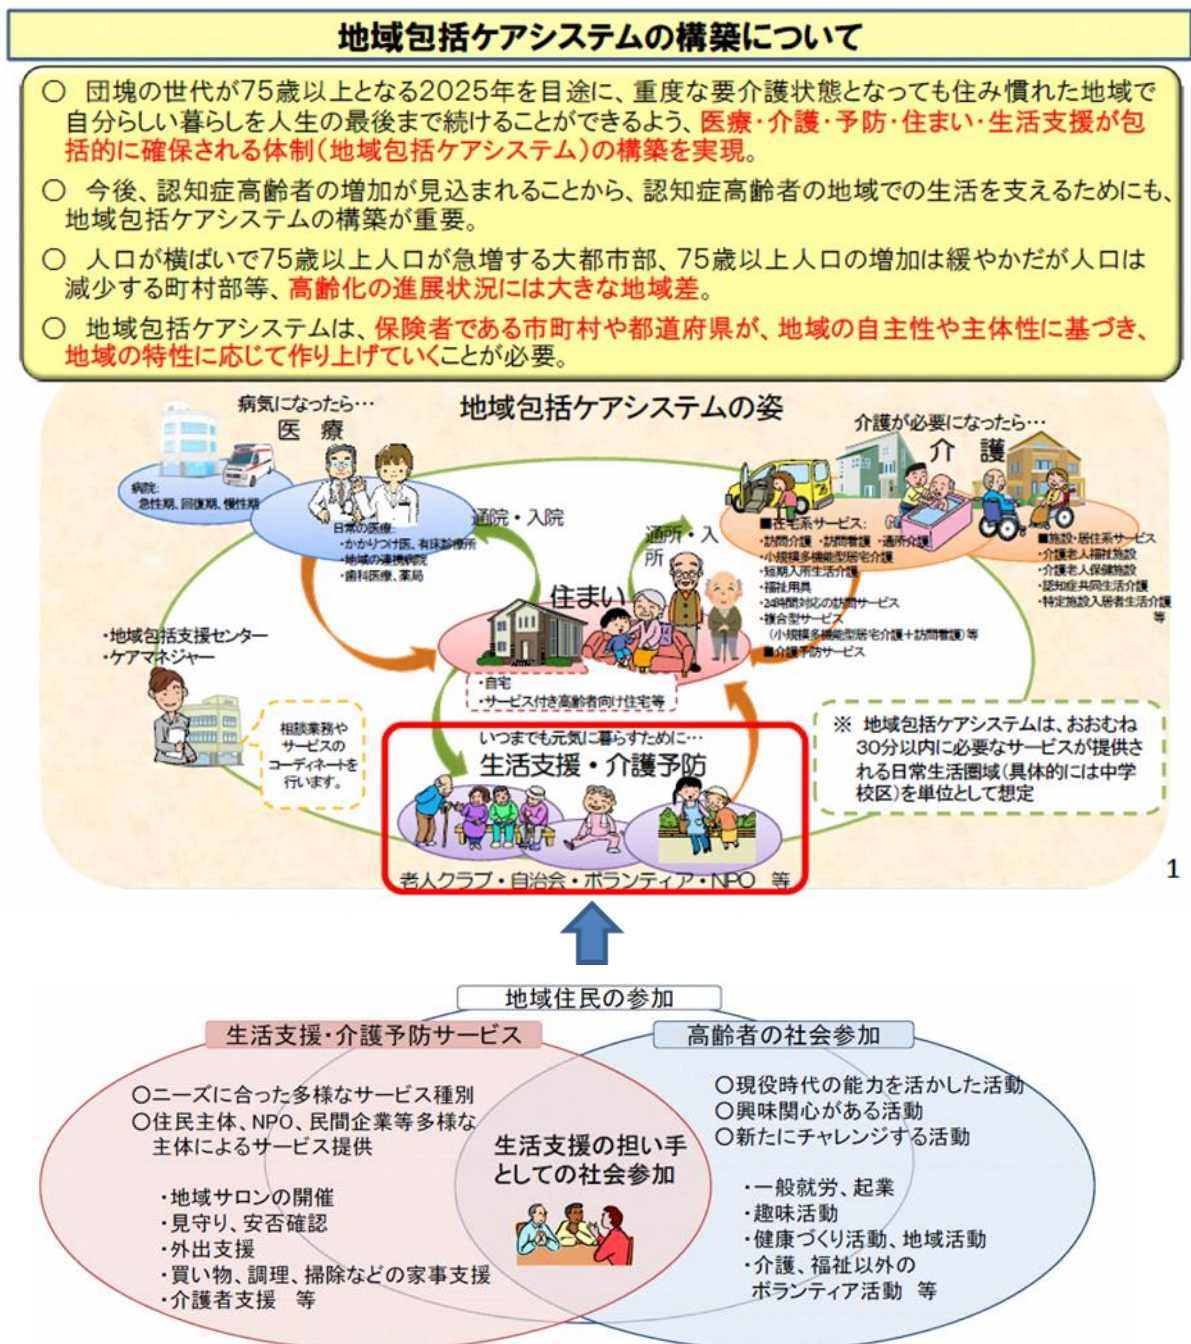 地域包括ケアシステムの構築について
○ 団塊の世代が75歳以上となる2025年を目途に、重度な要介護状態となっても住み慣れた地域で
自分らしい暮らしを人生の最後まで続けることができるよう、医療・介護・予防・住まい・生活支援が包
括的に確保される体制(地域包括ケアシステム)の構築を実現。
○ 今後、認知症高齢者の増加が見込まれることから、認知症高齢者の地域での生活を支えるためにも、
地域包括ケアシステムの構築が重要。
○ 人口が横ばいで75歳以上人口が急増する大都市部、75歳以上人口の増加は緩やかだが人口は
減少する町村部等、高齢化の進展状況には大きな地域差。
○ 地域包括ケアシステムは、保険者である市町村や都道府県が、地域の自主性や主体性に基づき、
地域の特性に応じて作り上げていくことが必要。
地域包括ケアシステムの姿
病気になったら…
医 療
病院:
急性期、回復期、慢性期
日常の医療:
・かかりつけ医、有床診療所
・地域の連携病院
・歯科医療、薬局
通院・入院
通所・入
所
介護が必要になったら…
介 護
■在宅系サービス:
・訪問介護 ・訪問看護 ・通所介護
・小規模多機能型居宅介護
・短期入所生活介護
・福祉用具
・24時間対応の訪問サービス
・複合型サービス
(小規模多機能型居宅介護+訪問看護)等
■介護予防サービス
■施設・居住系サービス
・介護老人福祉施設
・介護老人保健施設
・認知症共同生活介護
・特定施設入居者生活介護
等
住まい
・自宅
・サービス付き高齢者向け住宅等
・地域包括支援センター
・ケアマネジャー
相談業務や
サービスの
コーディネートを
行います。
いつまでも元気に暮らすために…
生活支援・介護予防
老人クラブ・自治会・ボランティア・NPO 等
※ 地域包括ケアシステムは、おおむね
30分以内に必要なサービスが提供さ
れる日常生活圏域(具体的には中学
校区)を単位として想定
1
地域住民の参加
生活支援・介護予防サービス
○ニーズに合った多様なサービス種別
○住民主体、NPO、民間企業等多様な
主体によるサービス提供
・地域サロンの開催
・見守り、安否確認
・外出支援
・買い物、調理、掃除などの家事支援
・介護者支援 等
生活支援の担い手
としての社会参加
高齢者の社会参加
○現役時代の能力を活かした活動
○興味関心がある活動
○新たにチャレンジする活動
・一般就労、起業
・趣味活動
・健康づくり活動、地域活動
・介護、福祉以外の
ボランティア活動 等